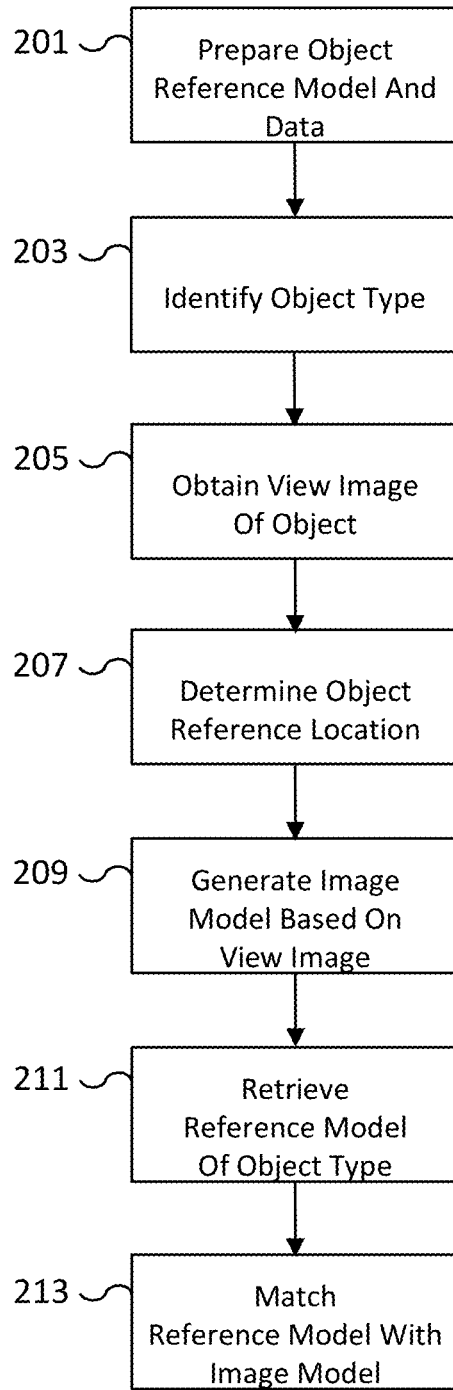 201
Prepare Object
Reference Model And
Data
203
Identify Object Type
205
Obtain View Image
Of Object
207
Determine Object
Reference Location
209
Generate Image
Model Based On
View Image
211
Retrieve
Reference Model
Of Object Type
213
Match
Reference Model With
Image Model